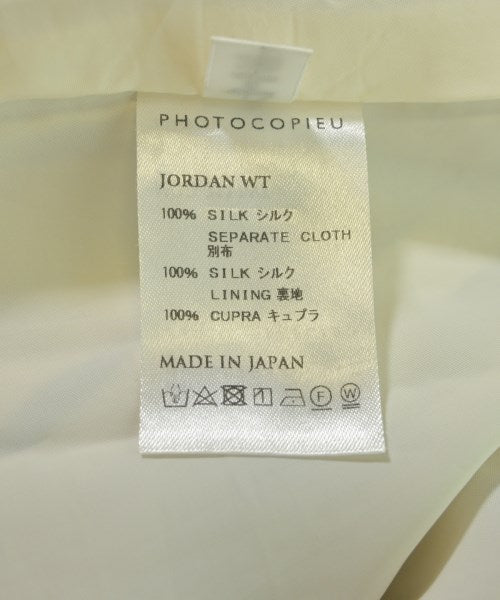 PHOTOCOPIEU
JORDAN WT
100% SILK シルク
SEPARATE CLOTH
別布
100% SILK シルク
LINING 裏地
100% CUPRA キュプラ
MADE IN JAPAN
F W